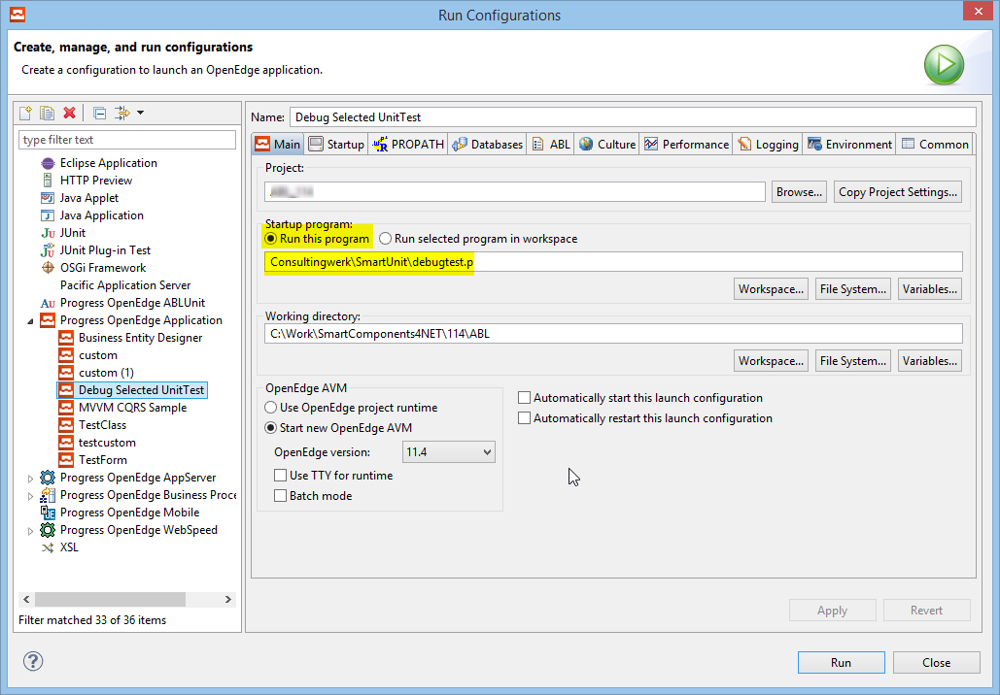 Run Configurations
Create, manage, and run configurations
Create a configuration to launch an OpenEdge application.
type filter text
Eclipse Application
HTTP Preview
Java Applet
Java Application
Ju JUnit
JUnit Plug-in Test
OSGi Framework
Pacific Application Server
AU Progress OpenEdge ABLUnit
Progress OpenEdge Application
Business Entity Designer
custom
custom (1)
Debug Selected UnitTest
MVVM CQRS Sample
TestClass
testcustom
TestForm
Progress OpenEdge AppServer
Progress OpenEdge Business Proce
Progress OpenEdge Mobile
Progress OpenEdge WebSpeed
XSL
Filter matched 33 of 36 items
Name: Debug Selected UnitTest
Main Startup PROPATH Databases ABL Culture Performance Logging Environment Common
Project:
Browse... Copy Project Settings...
Startup program:
Run this program Run selected program in workspace
Consultingwerk\SmartUnit\debugtest.p
Workspace... File System... Variables...
Working directory:
C:\Work\SmartComponents4NET\114\ABL
Workspace... File System... Variables...
OpenEdge AVM
Use OpenEdge project runtime
Start new OpenEdge AVM
OpenEdge version: 11.4
Use TTY for runtime
Batch mode
Automatically start this launch configuration
Automatically restart this launch configuration
Apply Revert
? Run Close